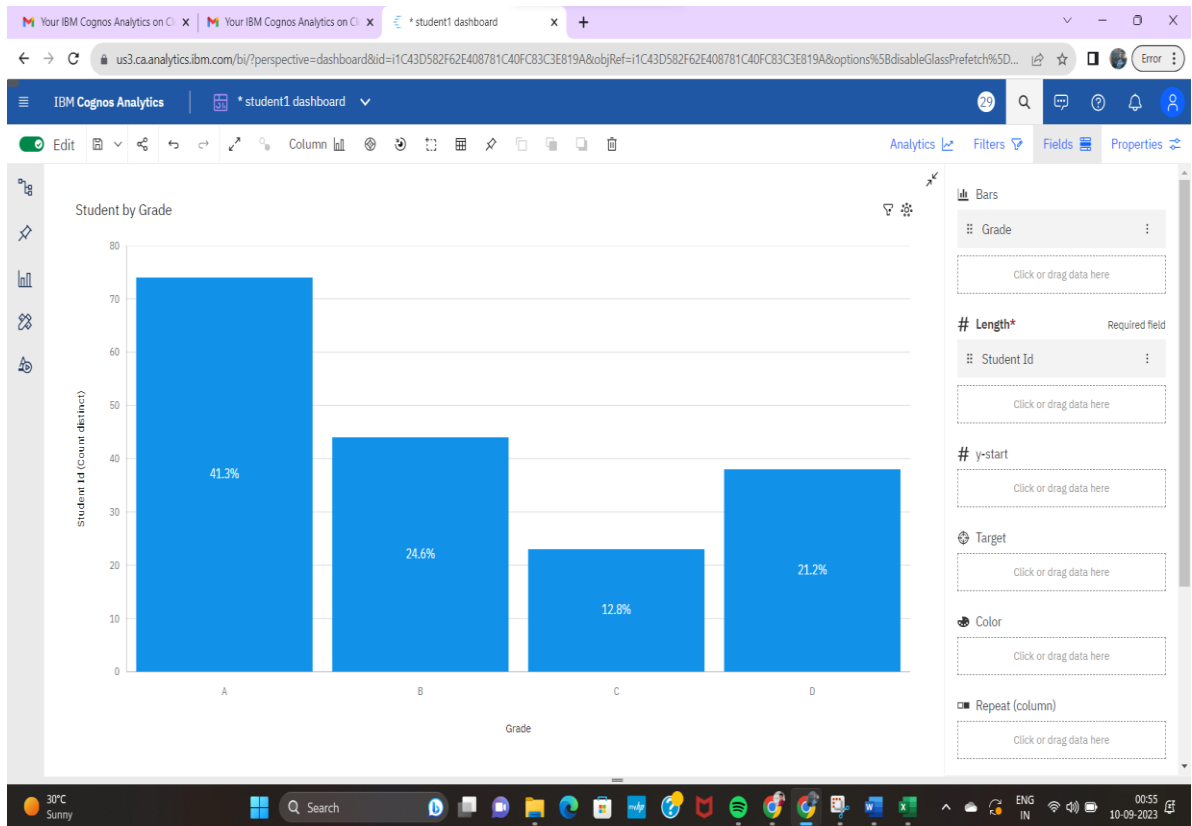 Your IBM Cognos Analytics on Cl x Your IBM Cognos Analytics on Cl x * student1 dashboard x +
us3.ca.analytics.ibm.com/bi/?perspective=dashboard&id=i1C43D582F62E408781C40FC83C3E819A&objRef=i1C43D582F62E408781C40FC83C3E819A&options%5BdisableGlassPrefetch%5D... Error
IBM Cognos Analytics * student1 dashboard 29
Edit Column Analytics Filters Fields Properties
Student by Grade
80
70
60
50
40
30
20
10
0
Student Id (Count distinct)
41.3%
24.6%
12.8%
21.2%
A B C D
Grade
Bars
Grade
Click or drag data here
# Length* Required field
Student Id
Click or drag data here
# y-start
Click or drag data here
Target
Click or drag data here
Color
Click or drag data here
Repeat (column)
Click or drag data here
30°C
Sunny
Search
ENG
IN
00:55
10-09-2023